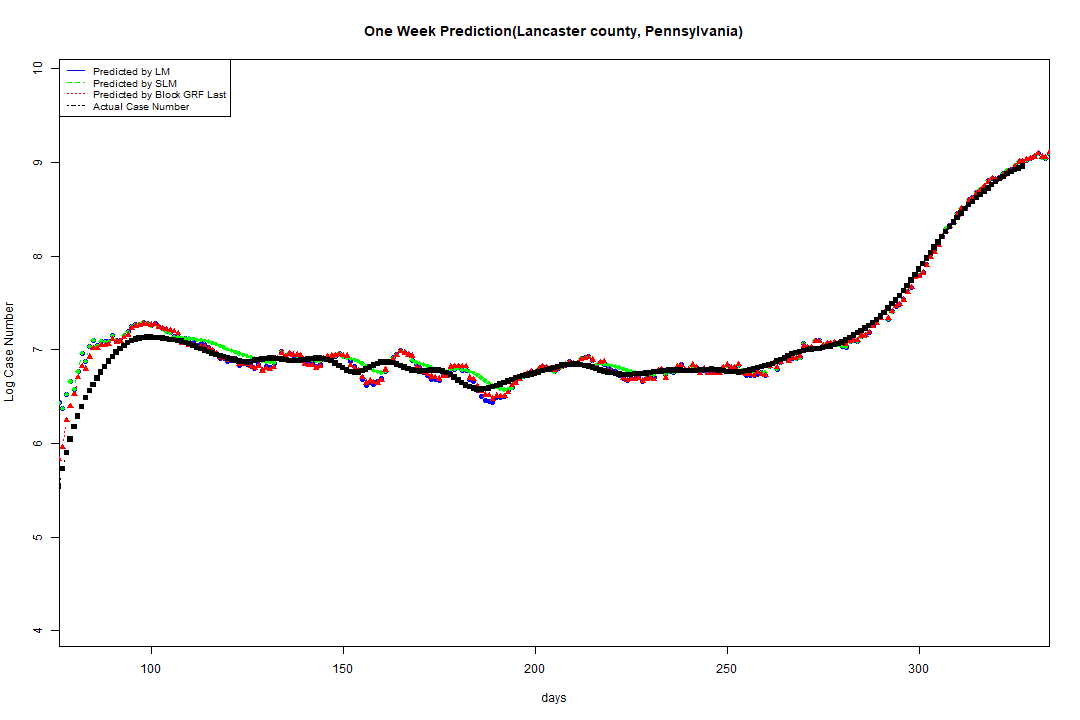 One Week Prediction(Lancaster county, Pennsylvania)
Predicted by LM
Predicted by SLM
Predicted by Block GRF Last
Actual Case Number
10
9
8
7
6
5
4
Log Case Number
100 150 200 250 300
days